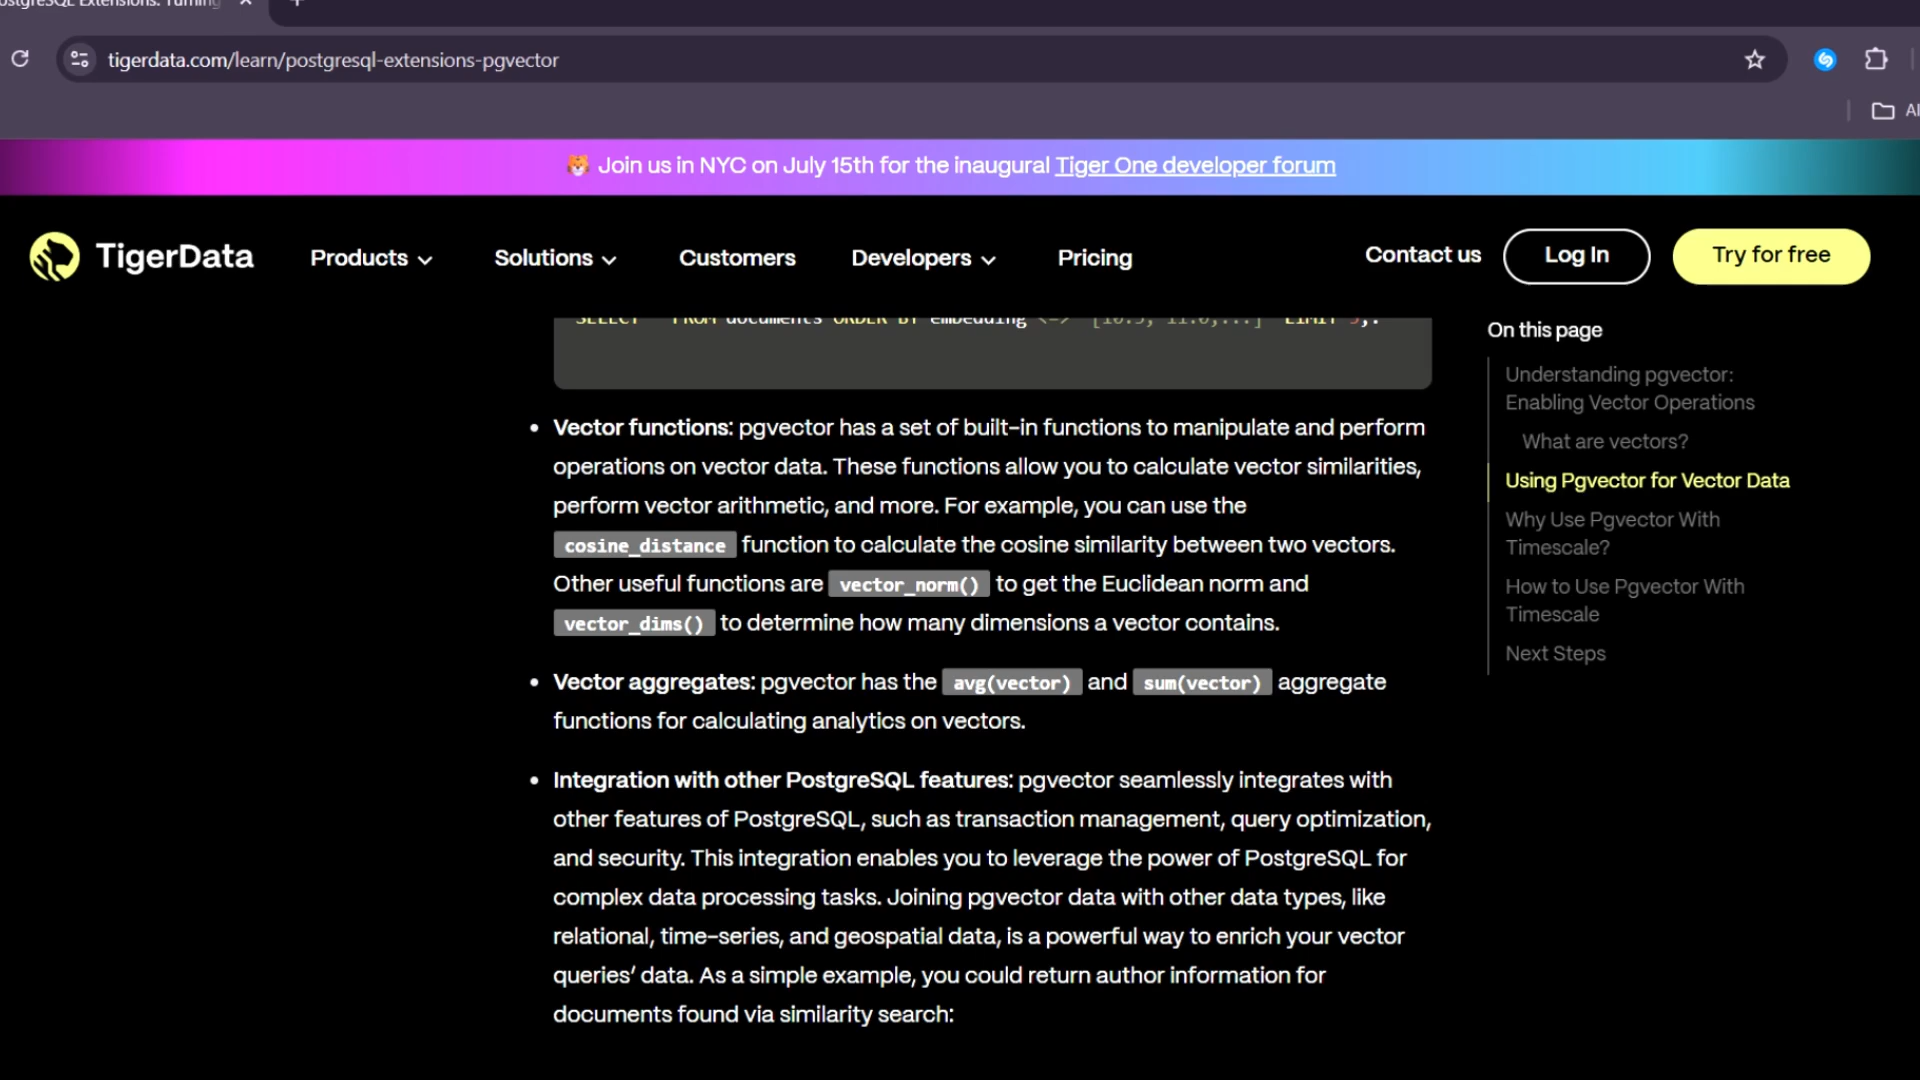 PostgreSQL Extensions: Turning
tigerdata.com/learn/postgresql-extensions-pgvector
Join us in NYC on July 15th for the inaugural Tiger One developer forum
TigerData
Products
Solutions
Customers
Developers
Pricing
Contact us
Log In
Try for free
documents ORDER BY embedding <=>
Vector functions: pgvector has a set of built-in functions to manipulate and perform
operations on vector data. These functions allow you to calculate vector similarities,
perform vector arithmetic, and more. For example, you can use the
cosine_distance function to calculate the cosine similarity between two vectors.
Other useful functions are vector_norm() to get the Euclidean norm and
vector_dims() to determine how many dimensions a vector contains.
Vector aggregates: pgvector has the avg(vector) and sum(vector) aggregate
functions for calculating analytics on vectors.
Integration with other PostgreSQL features: pgvector seamlessly integrates with
other features of PostgreSQL, such as transaction management, query optimization,
and security. This integration enables you to leverage the power of PostgreSQL for
complex data processing tasks. Joining pgvector data with other data types, like
relational, time-series, and geospatial data, is a powerful way to enrich your vector
queries’ data. As a simple example, you could return author information for
documents found via similarity search:
On this page
Understanding pgvector:
Enabling Vector Operations
What are vectors?
Using Pgvector for Vector Data
Why Use Pgvector With
Timescale?
How to Use Pgvector With
Timescale
Next Steps